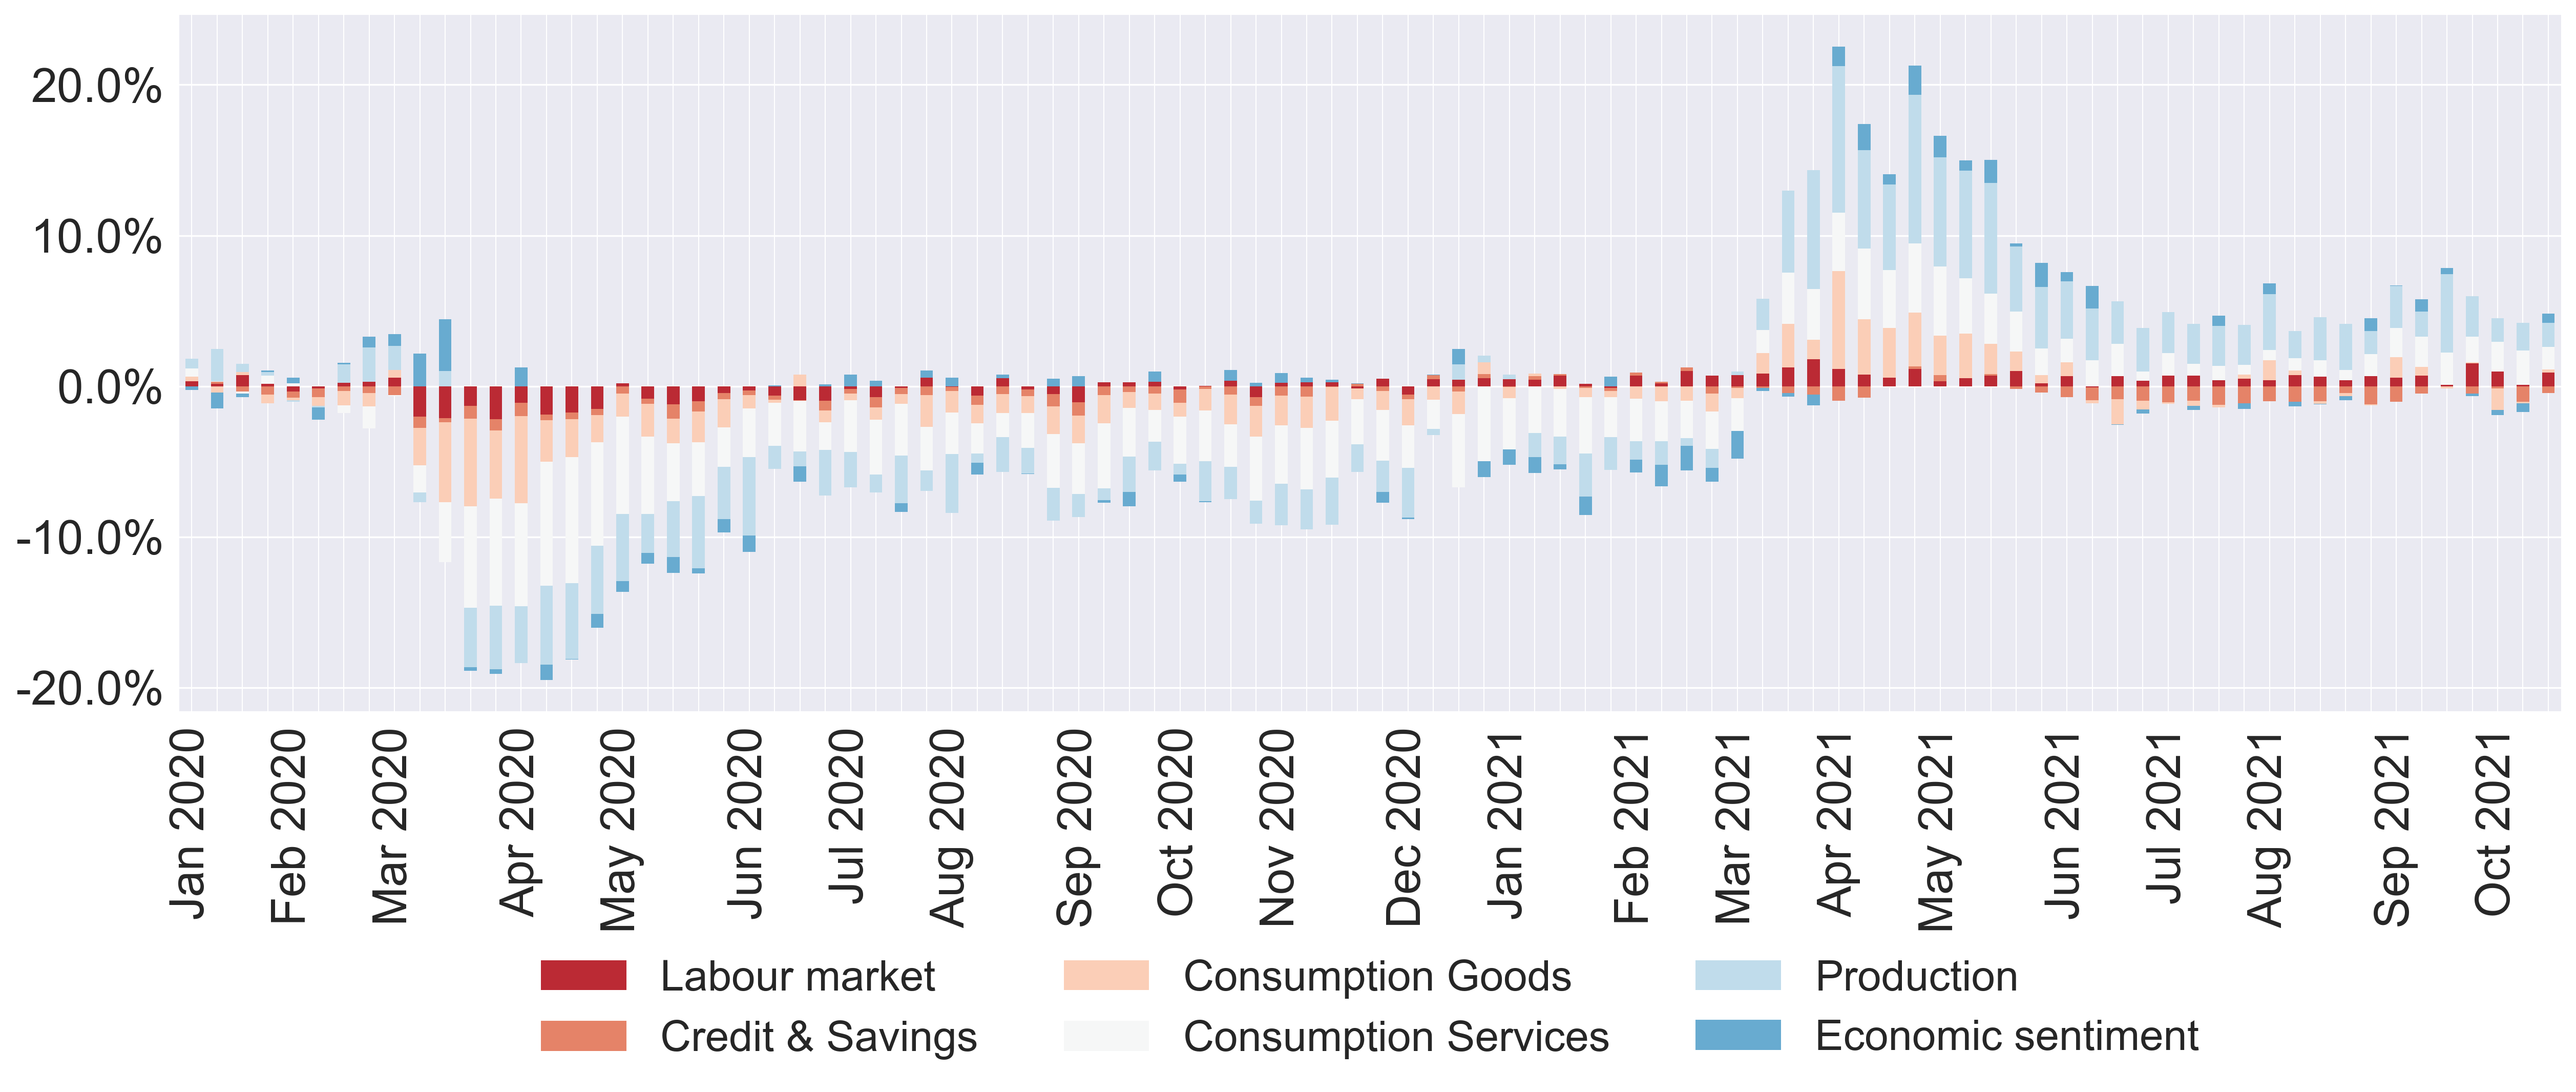 20.0%
10.0%
0.0%
-10.0%
-20.0%
Jan 2020
Feb 2020
Mar 2020
Apr 2020
May 2020
Jun 2020
Jul 2020
Aug 2020
Sep 2020
Oct 2020
Nov 2020
Dec 2020
Jan 2021
Feb 2021
Mar 2021
Apr 2021
May 2021
Jun 2021
Jul 2021
Aug 2021
Sep 2021
Oct 2021
Labour market
Consumption Goods
Production
Credit & Savings
Consumption Services
Economic sentiment